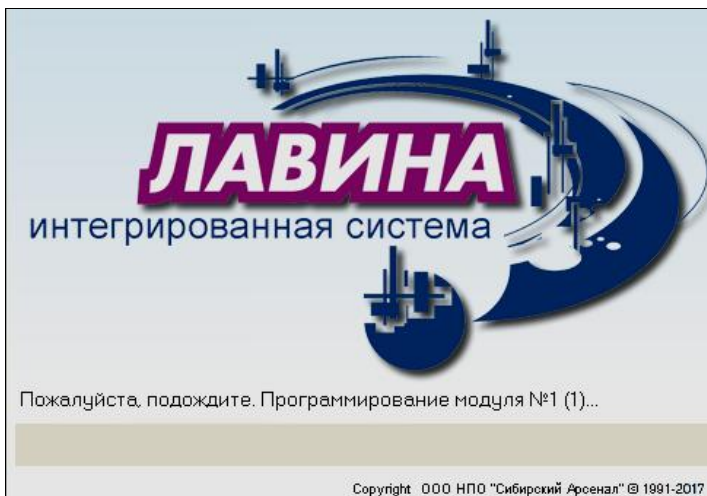 ЛАВИНА
интегрированная система
Пожалуйста, подождите. Программирование модуля №1 (1)...
Copyright ООО НПО "Сибирский Арсенал" © 1991-2017